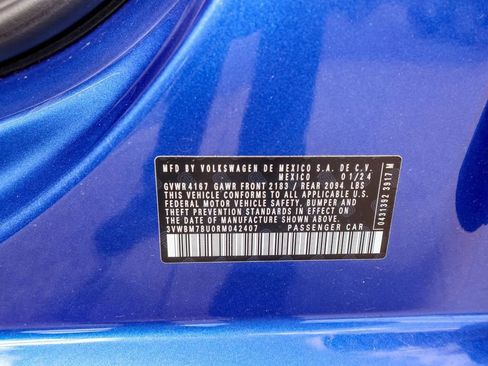 MFD BY VOLKSWAGEN DE MEXICO S.A. DE C.V.
MEXICO 01/24
GVWR 4167 GAWR FRONT 2183 / REAR 2094 LBS
THIS VEHICLE CONFORMS TO ALL APPLICABLE U.S.
FEDERAL MOTOR VEHICLE SAFETY, BUMPER AND
THEFT PREVENTION STANDARDS IN EFFECT ON THE
DATE OF MANUFACTURE SHOWN ABOVE.
3VWBM7BU0RM042407 PASSENGER CAR
0431392 3917 M